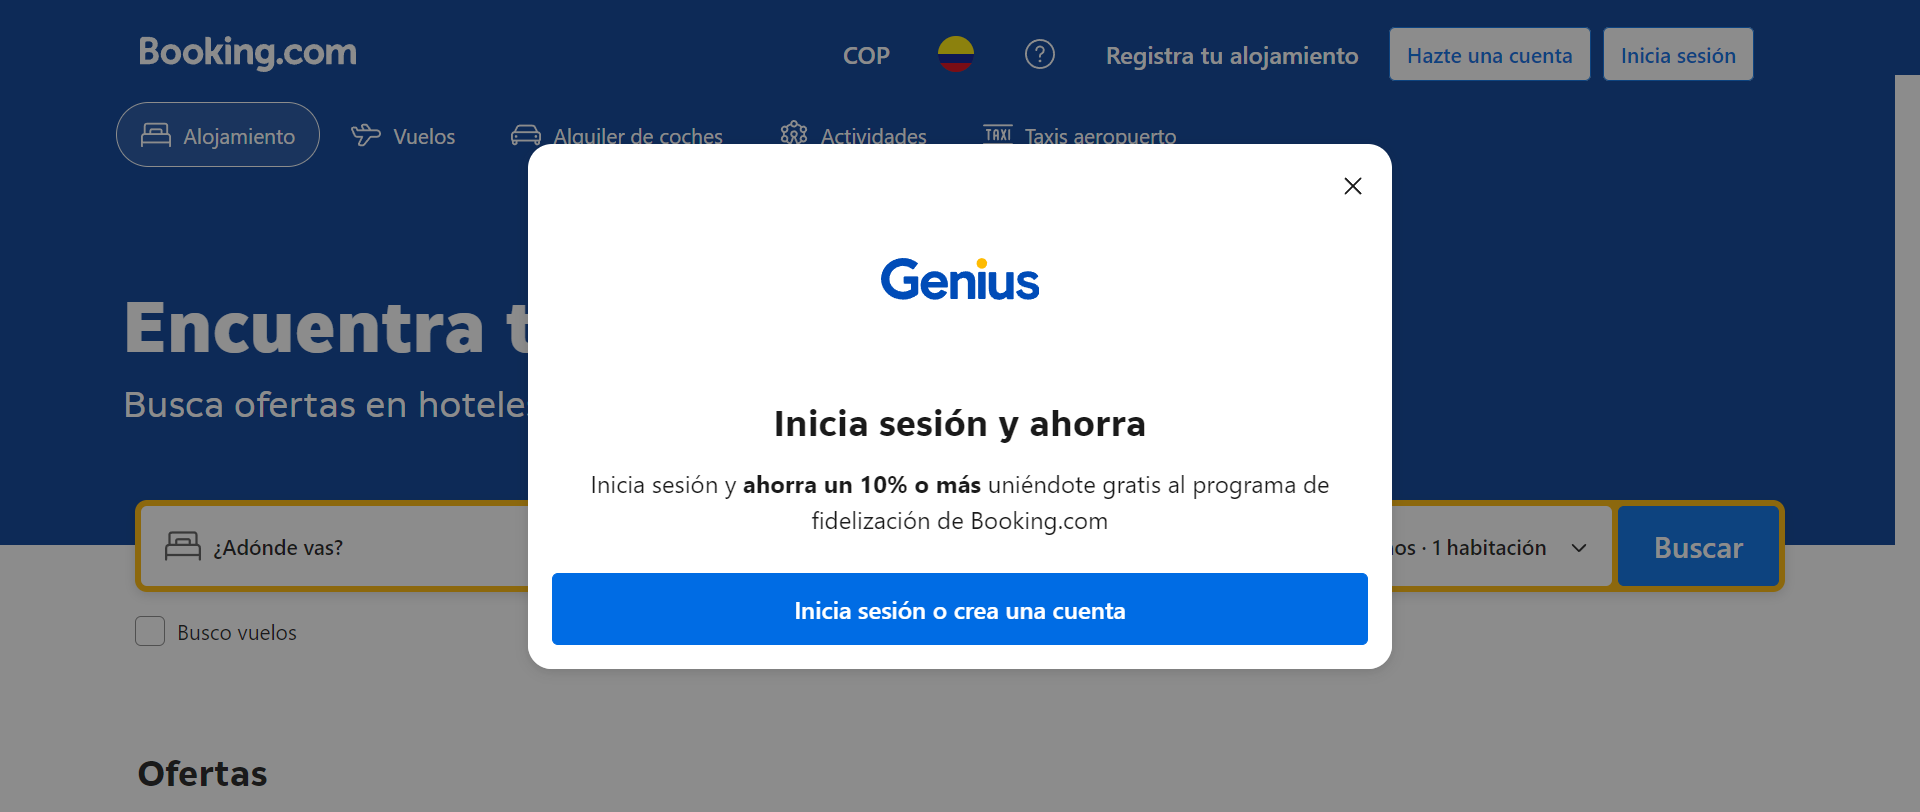 Booking.com
COP
Registra tu alojamiento
Hazte una cuenta
Inicia sesión
Alojamiento
Vuelos
Alquiler de coches
Actividades
TAXI
Taxis aeropuerto
Genius
Encuentra
Busca ofertas en hoteles
Inicia sesión y ahorra
Inicia sesión y ahorra un 10% o más uniéndote gratis al programa de
fidelización de Booking.com
¿Adónde vas?
· 1 habitación
Buscar
Inicia sesión o crea una cuenta
Busco vuelos
Ofertas